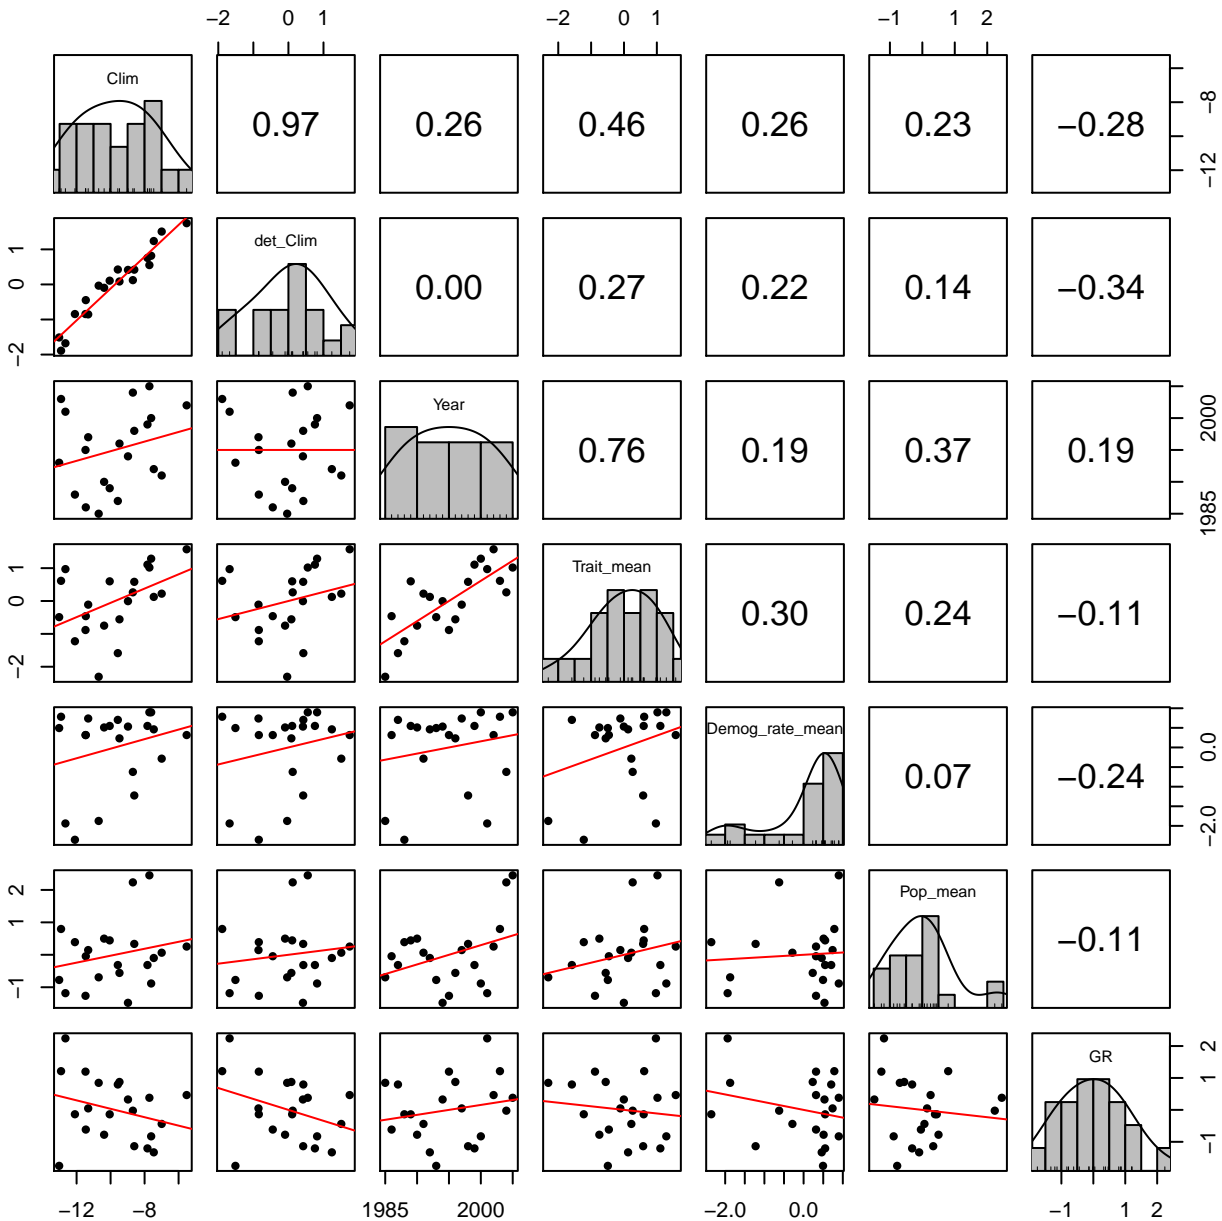 −2 0 1 −2 0 1 −1 0 1 2
Clim 0.97 0.26 0.46 0.26 0.23 −0.28 −12 −8
det_Clim 0.00 0.27 0.22 0.14 −0.34 −2 0 1
Year 0.76 0.19 0.37 0.19 1985 2000
Trait_mean 0.30 0.24 −0.11 −2 0 1
Demog_rate_mean 0.07 −0.24 −2.0 0.0
Pop_mean −0.11 −1 1 2
GR −1 1 2
−12 −8 1985 2000 −2.0 0.0 −1 1 2